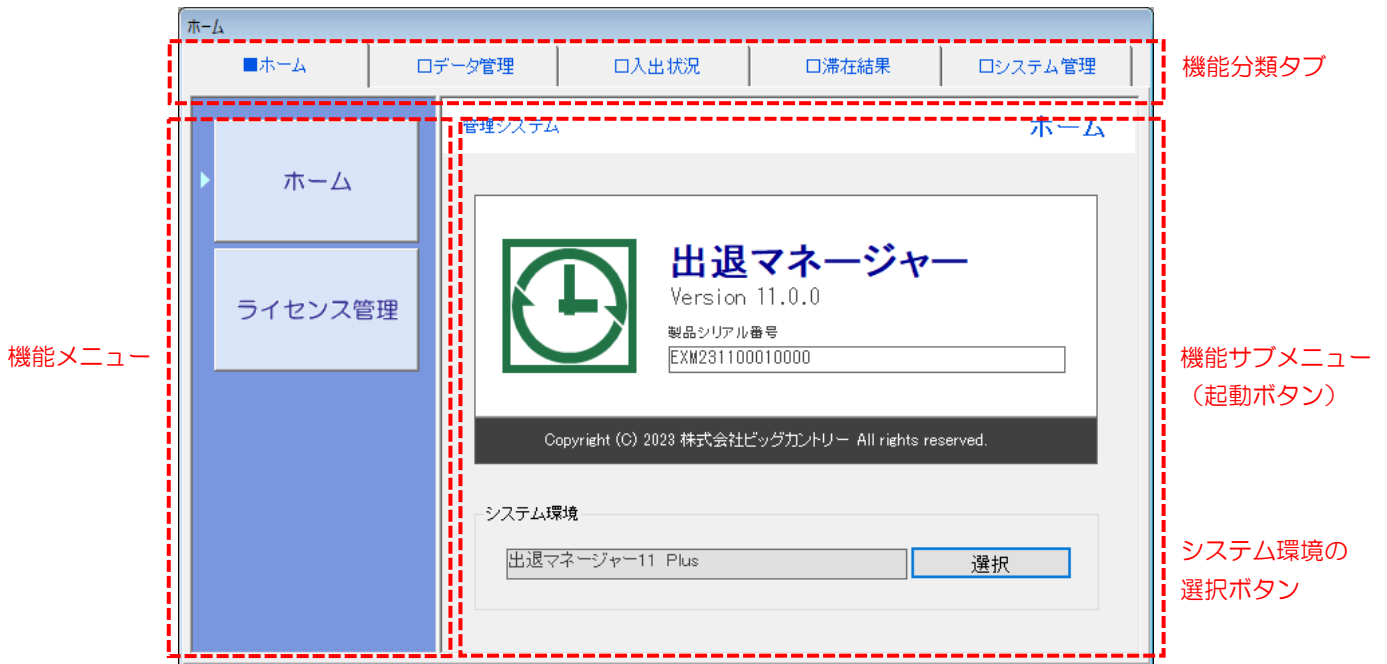 ホーム
■ホーム
□データ管理
□入出状況
□滞在結果
□システム管理
機能分類タブ
管理システム
ホーム
ホーム
ライセンス管理
機能メニュー
出退マネージャー
Version 11.0.0
製品シリアル番号
EXM231100010000
Copyright (C) 2023 株式会社ビッグカントリー All rights reserved.
機能サブメニュー
（起動ボタン）
システム環境
出退マネージャー11 Plus
選択
システム環境の
選択ボタン